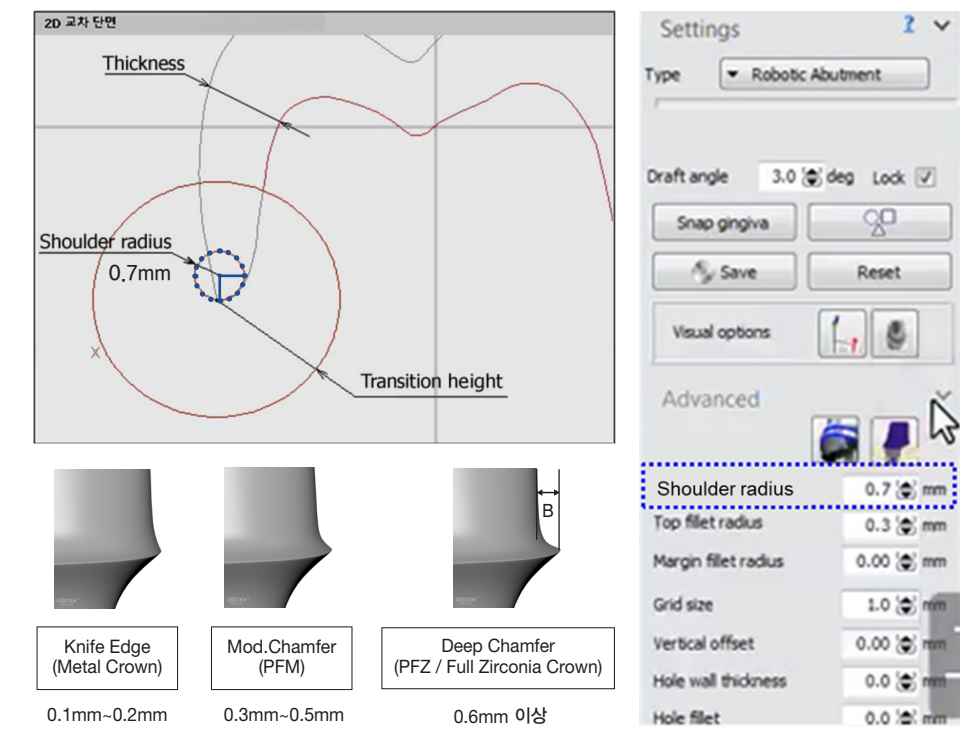 2D 교차 단면
Thickness
Shoulder radius
0.7mm
Transition height
X
Settings
?
Type
Robotic Abutment
Draft angle 3.0 deg Lock
Snap gingiva
Save Reset
Visual options
Advanced
Shoulder radius 0.7 mm
Top fillet radius 0.3 mm
Margin fillet radius 0.00 mm
Grid size 1.0 mm
Vertical offset 0.00 mm
Hole wall thickness 0.0 mm
Hole fillet 0.0 mm
B
Knife Edge
(Metal Crown)
0.1mm~0.2mm
Mod.Chamfer
(PFM)
0.3mm~0.5mm
Deep Chamfer
(PFZ / Full Zirconia Crown)
0.6mm 이상